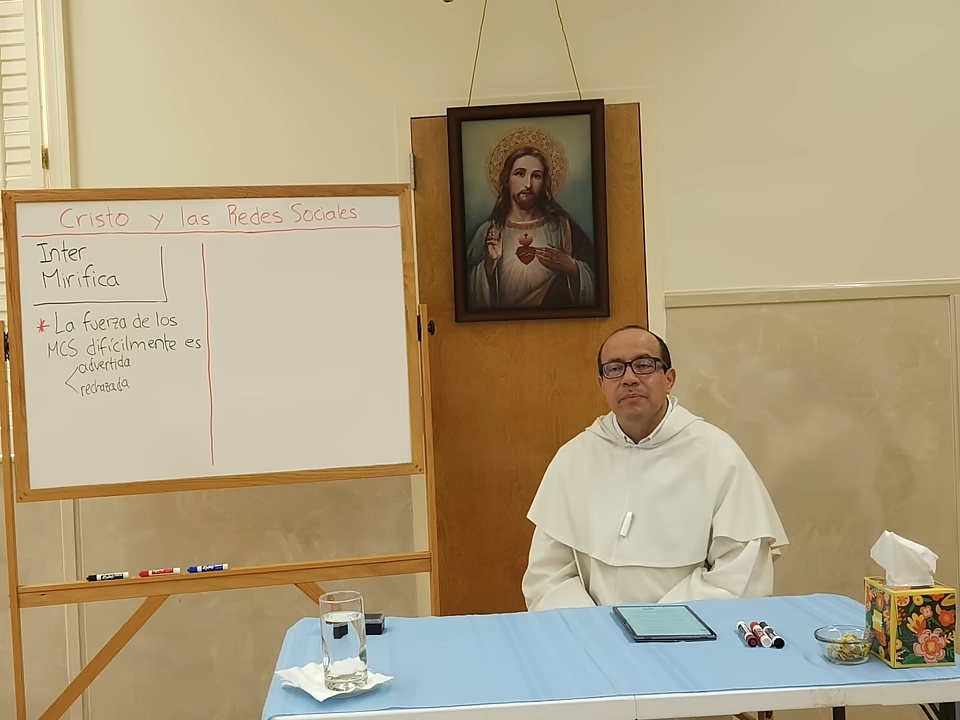 Cristo y las Redes Sociales
Inter
Mirifica
* La fuerza de los
MCS difícilmente es
advertida
rechazada